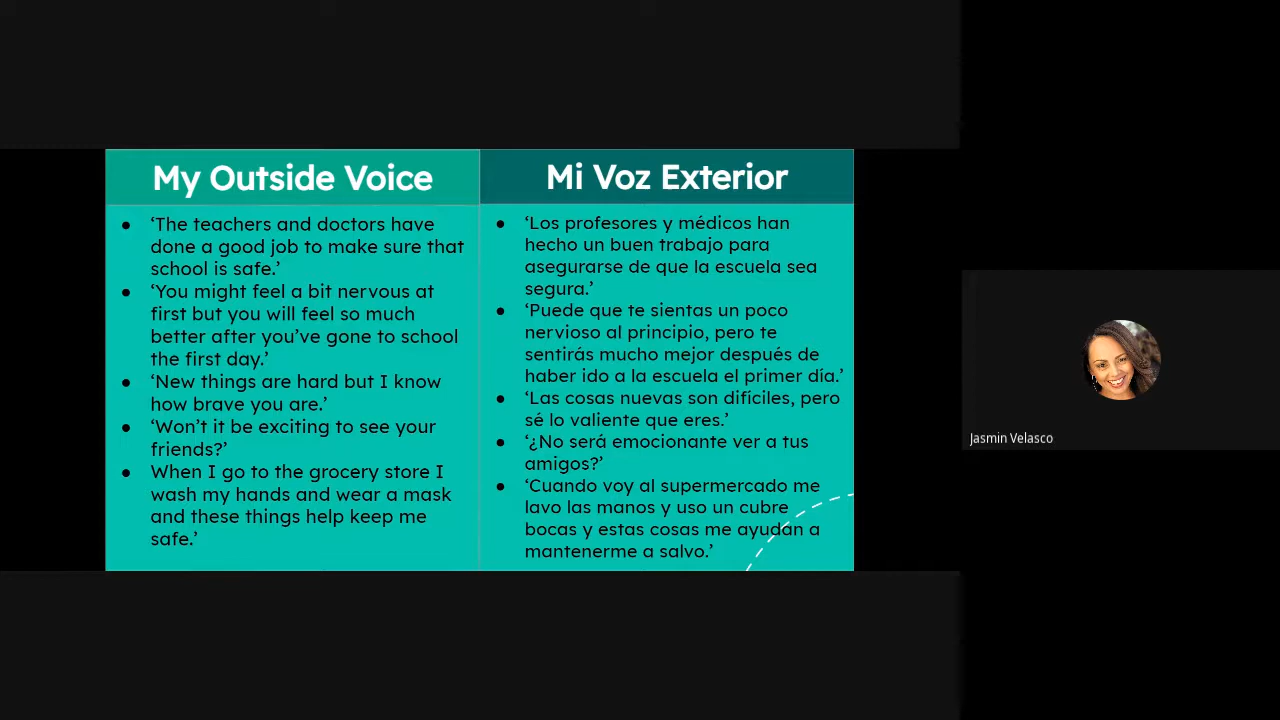 My Outside Voice
● ‘The teachers and doctors have
done a good job to make sure that
school is safe.’
● ‘You might feel a bit nervous at
first but you will feel so much
better after you’ve gone to school
the first day.’
● ‘New things are hard but I know
how brave you are.’
● ‘Won’t it be exciting to see your
friends?’
● When I go to the grocery store I
wash my hands and wear a mask
and these things help keep me
safe.’
Mi Voz Exterior
● ‘Los profesores y médicos han
hecho un buen trabajo para
asegurarse de que la escuela sea
segura.’
● ‘Puede que te sientas un poco
nervioso al principio, pero te
sentirás mucho mejor después de
haber ido a la escuela el primer día.’
● ‘Las cosas nuevas son difíciles, pero
sé lo valiente que eres.’
● ‘¿No será emocionante ver a tus
amigos?’
● ‘Cuando voy al supermercado me
lavo las manos y uso un cubre
bocas y estas cosas me ayudan a
mantenerme a salvo.’
Jasmin Velasco